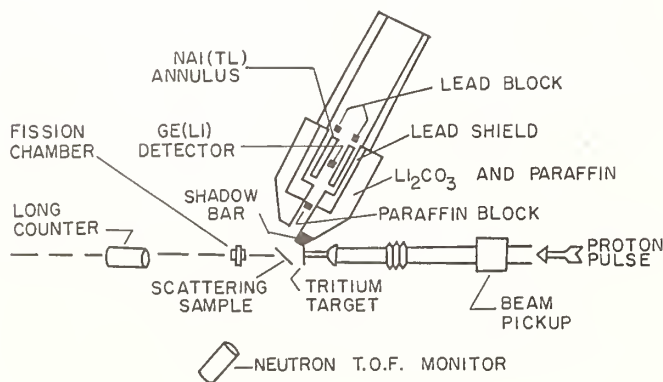 NAI(TL)
ANNULUS
LEAD BLOCK
GE(LI)
DETECTOR
LEAD SHIELD
FISSION
CHAMBER
Li2CO3 AND PARAFFIN
SHADOW
BAR
PARAFFIN BLOCK
LONG
COUNTER
PROTON
PULSE
SCATTERING
SAMPLE
TRITIUM
TARGET
BEAM
PICKUP
NEUTRON T.O.F. MONITOR